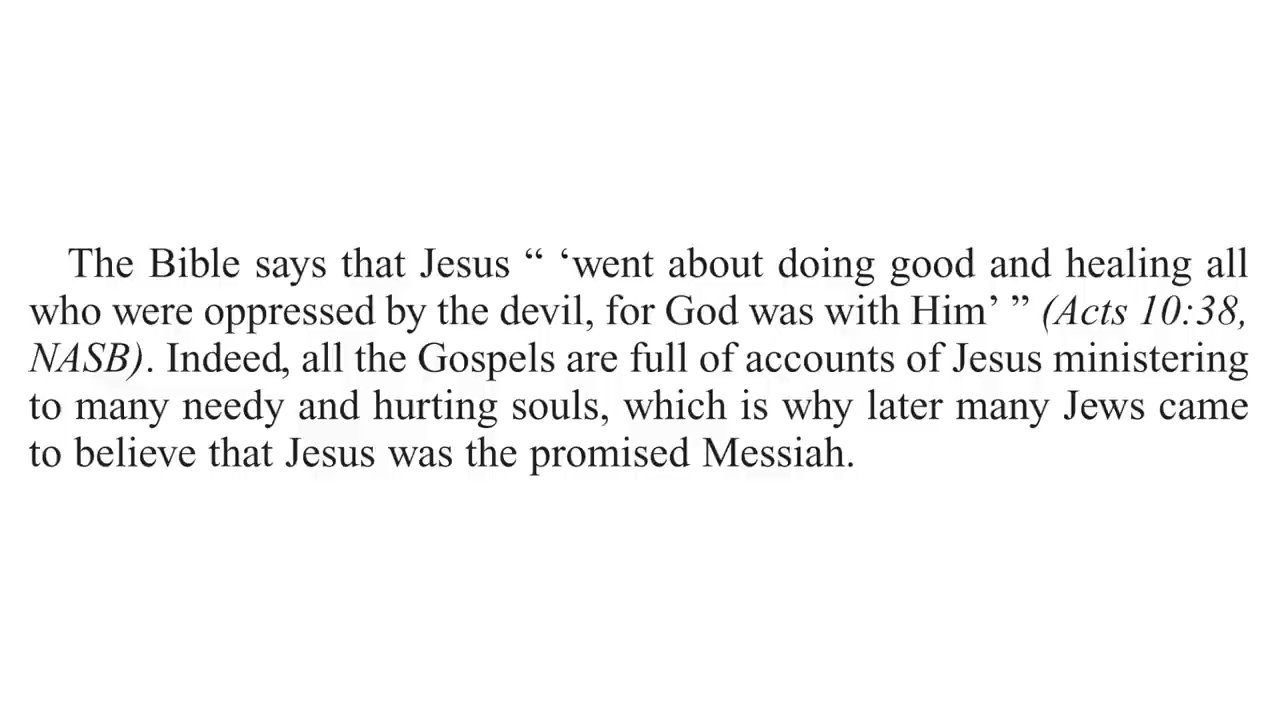 The Bible says that Jesus “ ‘went about doing good and healing all
who were oppressed by the devil, for God was with Him’ ” (Acts 10:38,
NASB). Indeed, all the Gospels are full of accounts of Jesus ministering
to many needy and hurting souls, which is why later many Jews came
to believe that Jesus was the promised Messiah.